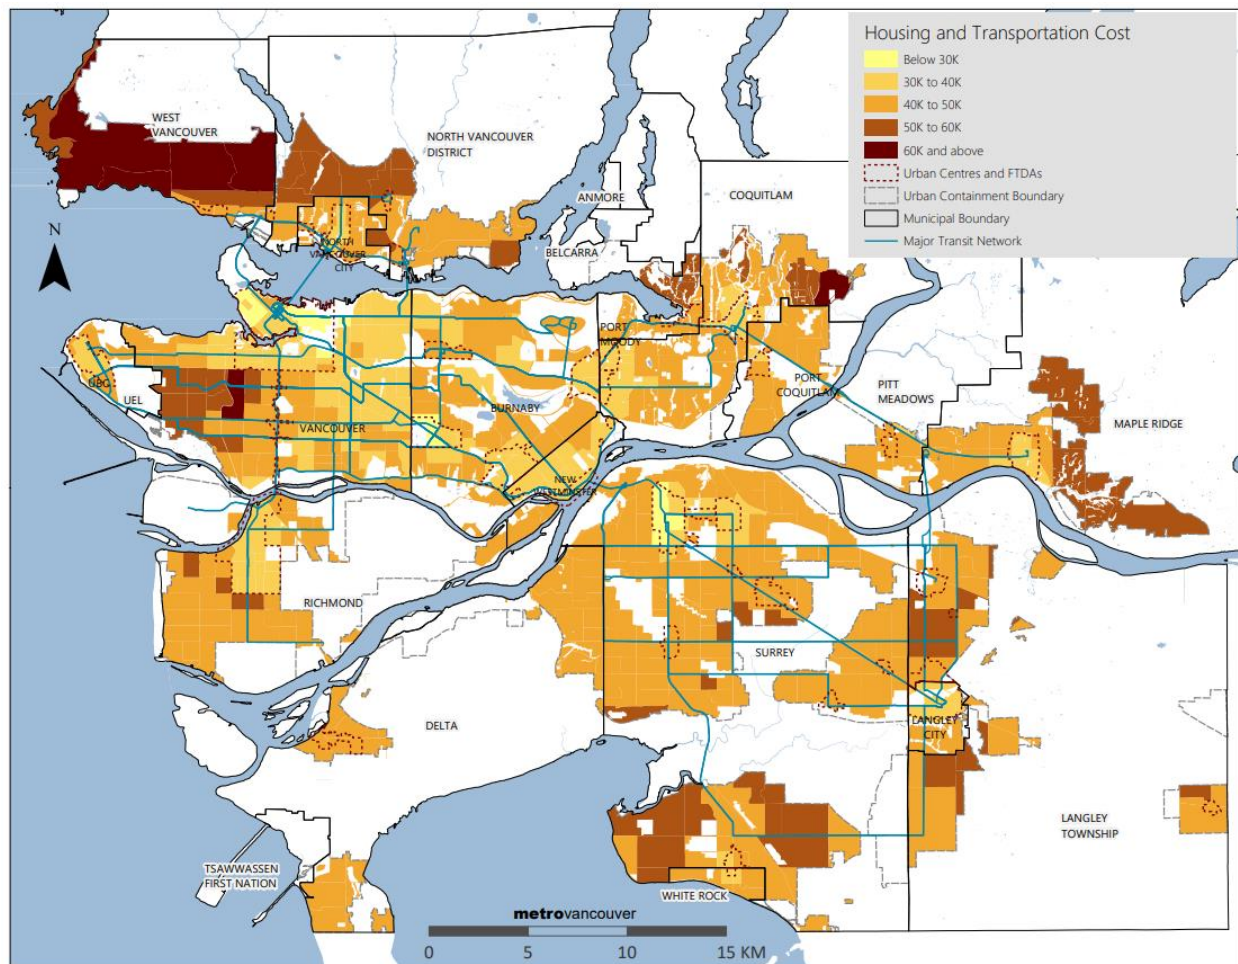 Housing and Transportation Cost
Below 30K
30K to 40K
40K to 50K
50K to 60K
60K and above
Urban Centres and FTDAs
Urban Containment Boundary
Municipal Boundary
Major Transit Network
WEST
VANCOUVER
NORTH VANCOUVER
DISTRICT
ANMORE
COQUITLAM
N
NORTH
VANCOUVER
CITY
BELCARRA
PORT
MOODY
UBC
UEL
BURNABY
PORT
COQUITLAM
PITT
MEADOWS
VANCOUVER
MAPLE RIDGE
NEW
WESTMINSTER
RICHMOND
SURREY
DELTA
LANGLEY
CITY
LANGLEY
TOWNSHIP
TSAWWASSEN
FIRST NATION
WHITE ROCK
metrovancouver
0 5 10 15 KM